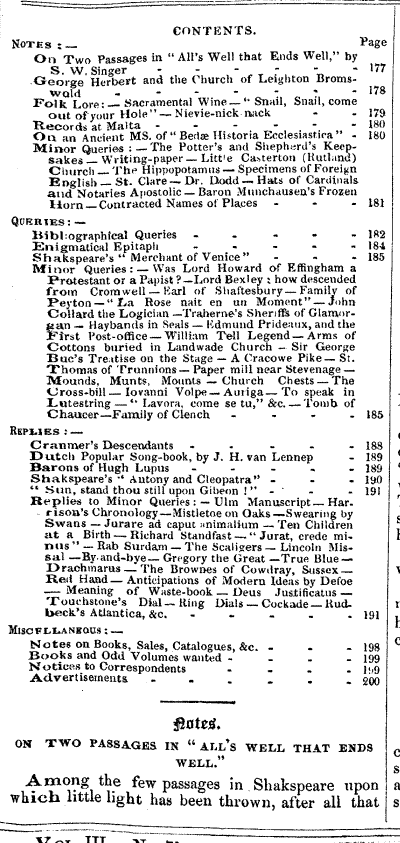 CONTENTS.
NOTES :— Page
On Two Passages in “ All's Well that Ends Well,” by
S. W. Singer - - - - - - 177
George Herbert and the Church of Leighton Broms-
wold - - - - - - 178
Folk Lore:— Sacramental Wine — “ Snail, Snail, come
out of your Hole” — Nievie-nick nack - - - 179
Records at Malta - - - - - - 180
On an Ancient MS. of “ Bedæ Historia Ecclesiastica” - 180
Minor Queries : — The Potter's and Shepherd's Keep-
sakes — Writing-paper — Little Casterton (Rutland)
Church — The Hippopotamus — Specimens of Foreign
English — St. Clare — Dr. Dodd — Hats of Cardinals
and Notaries Apostolic — Baron Munchausen's Frozen
Horn — Contracted Names of Places - - - 181
QUERIES: —
Bibliographical Queries - - - - - 182
Enigmatical Epitaph - - - - - 184
Shakspeare's “ Merchant of Venice” - - - 185
Minor Queries: — Was Lord Howard of Effingham a
Protestant or a Papist ? — Lord Bexley ; how descended
from Cromwell — Earl of Shaftesbury — Family of
Peyton — “ La Rose nait en un Moment” — John
Collard the Logician — Traherne's Sheriffs of Glamor-
gan — Haybands in Seals — Edmund Prideaux, and the
First Post-office — William Tell Legend — Arms of
Cottons buried in Landwade Church — Sir George
Buc's Treatise on the Stage — A Cracowe Pike — St.
Thomas of Trunnions — Paper mill near Stevenage —
Mounds, Munts, Mounts — Church Chests — The
Cross-bill — Iovanni Volpe — Auriga — To speak in
Lutestring — “ Lavora, come se tu,” &c. — Tomb of
Chaucer — Family of Clench - - - - 185
REPLIES : —
Cranmer's Descendants - - - - - 188
Dutch Popular Song-book, by J. H. van Lennep - 189
Barons of Hugh Lupus - - - - - 189
Shakspeare's “ Antony and Cleopatra” - - - 190
“ Sun, stand thou still upon Gibeon !” - - - 191
Replies to Minor Queries: — Ulm Manuscript — Har-
rison's Chronology — Mistletoe on Oaks — Swearing by
Swans — Jurare ad caput animalium — Ten Children
at a Birth — Richard Standfast — “ Jurat, crede mi-
nus” — Rab Surdam — The Scaligers — Lincoln Mis-
sal — By-and-bye — Gregory the Great — True Blue —
Drachmarus — The Brownes of Cowdray, Sussex —
Red Hand — Anticipations of Modern Ideas by Defoe
— Meaning of Waste-book — Deus Justificatus —
Touchstone's Dial — Ring Dials — Cockade — Rud-
beck's Atlantica, &c. - - - - - 191
MISCELLANEOUS: —
Notes on Books, Sales, Catalogues, &c. - - - 198
Books and Odd Volumes wanted - - - - 199
Notices to Correspondents - - - - 199
Advertisements - - - - - - 200
Notes.
ON TWO PASSAGES IN “ ALL'S WELL THAT ENDS
WELL.”
Among the few passages in Shakspeare upon
which little light has been thrown, after all that